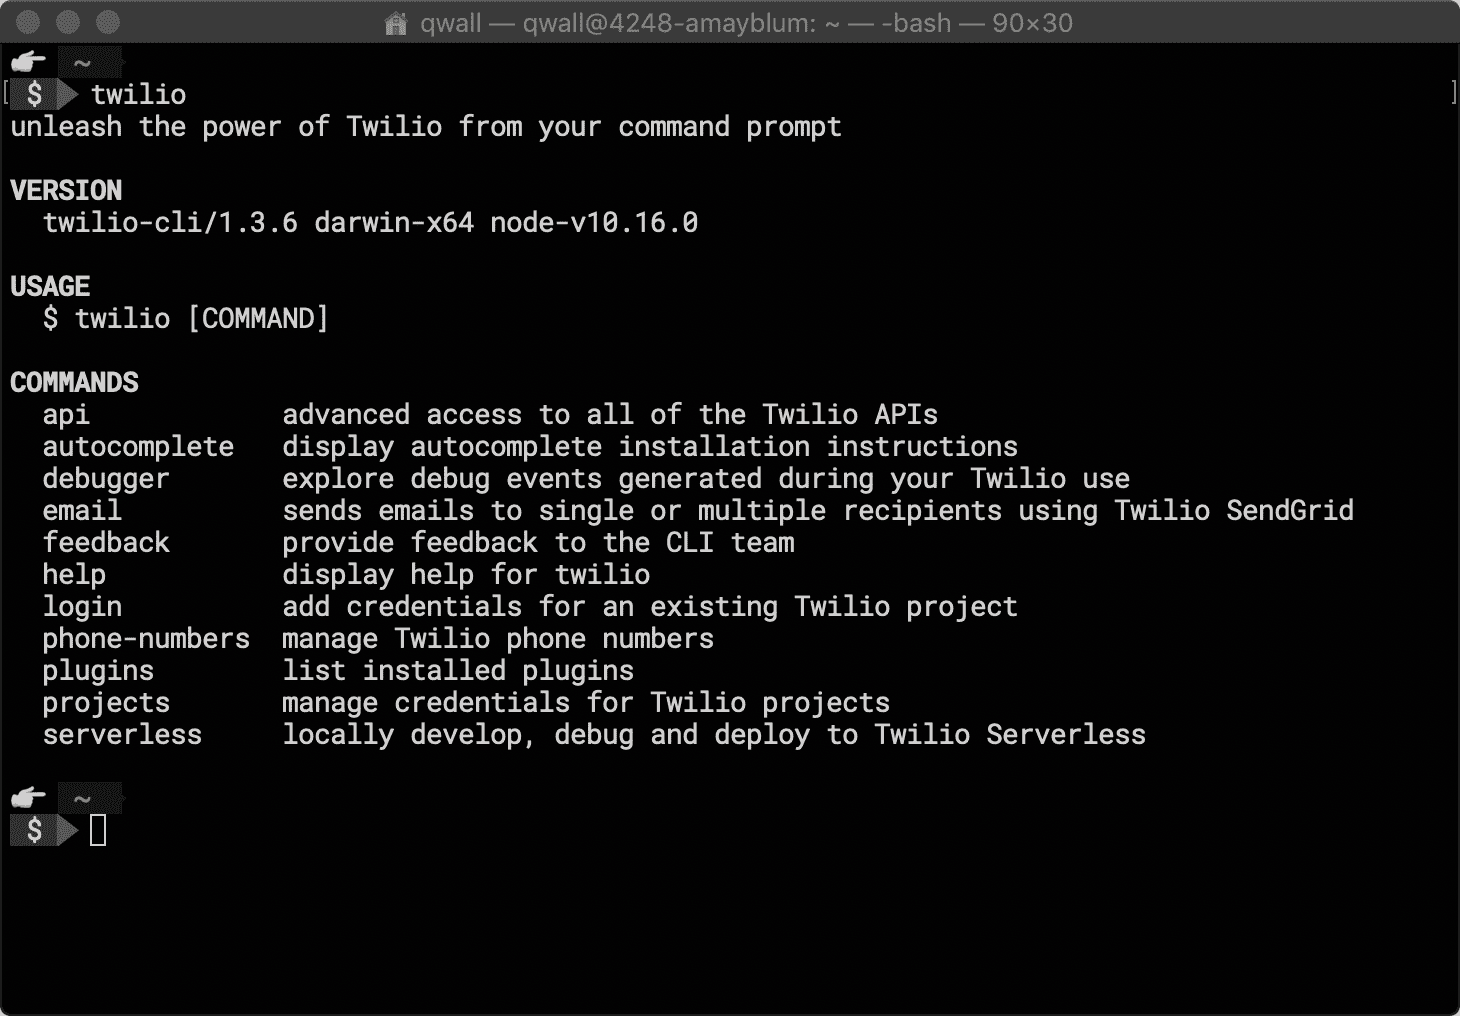 qwall — qwall@4248-amayblum: ~ — -bash — 90×30
~
$ twilio
unleash the power of Twilio from your command prompt
VERSION
twilio-cli/1.3.6 darwin-x64 node-v10.16.0
USAGE
$ twilio [COMMAND]
COMMANDS
api advanced access to all of the Twilio APIs
autocomplete display autocomplete installation instructions
debugger explore debug events generated during your Twilio use
email sends emails to single or multiple recipients using Twilio SendGrid
feedback provide feedback to the CLI team
help display help for twilio
login add credentials for an existing Twilio project
phone-numbers manage Twilio phone numbers
plugins list installed plugins
projects manage credentials for Twilio projects
serverless locally develop, debug and deploy to Twilio Serverless
~
$